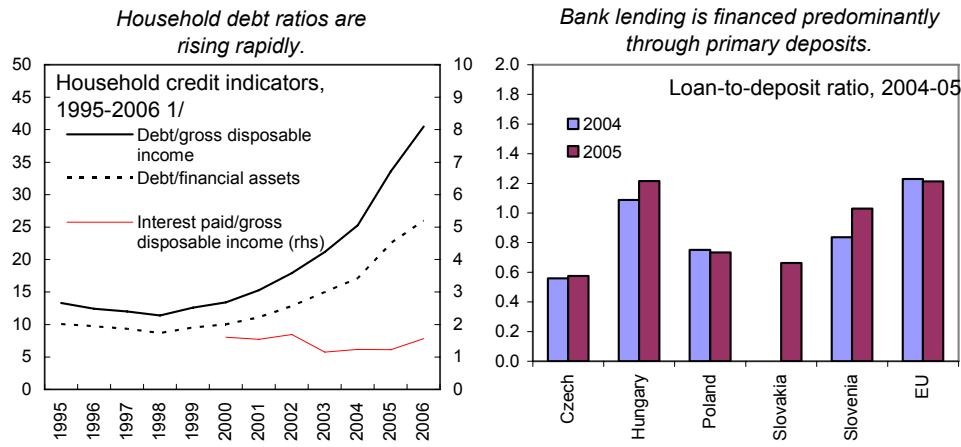 Household debt ratios are
rising rapidly.
50
45
40
35
30
25
20
15
10
5
0
10
9
8
7
6
5
4
3
2
1
0
Household credit indicators,
1995-2006 1/
Debt/gross disposable
income
Debt/financial assets
Interest paid/gross
disposable income (rhs)
1995
1996
1997
1998
1999
2000
2001
2002
2003
2004
2005
2006
Bank lending is financed predominantly
through primary deposits.
2.0
1.8
1.6
1.4
1.2
1.0
0.8
0.6
0.4
0.2
0.0
Loan-to-deposit ratio, 2004-05
2004
2005
Czech
Hungary
Poland
Slovakia
Slovenia
EU